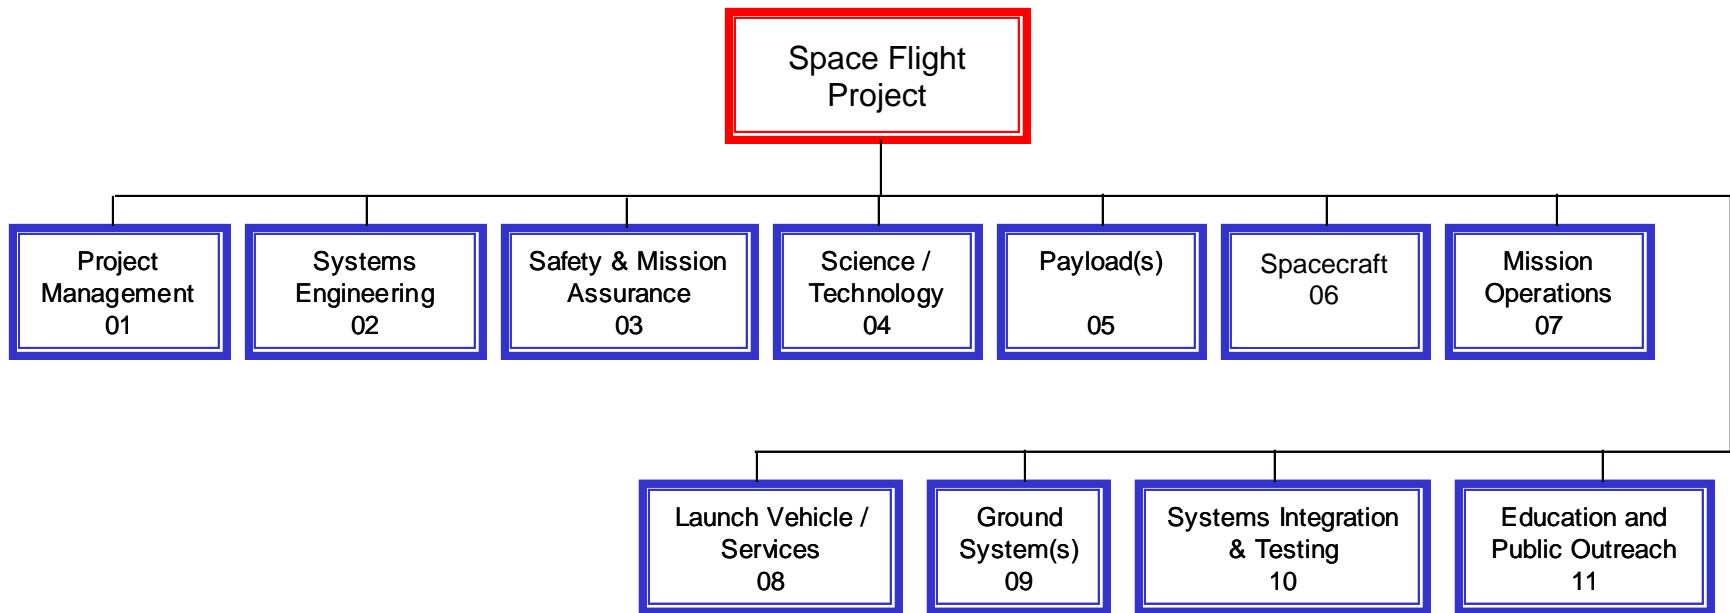 Space Flight
Project
Project
Management
01
Systems
Engineering
02
Safety & Mission
Assurance
03
Science /
Technology
04
Payload(s)
05
Spacecraft
06
Mission
Operations
07
Launch Vehicle /
Services
08
Ground
System(s)
09
Systems Integration
& Testing
10
Education and
Public Outreach
11